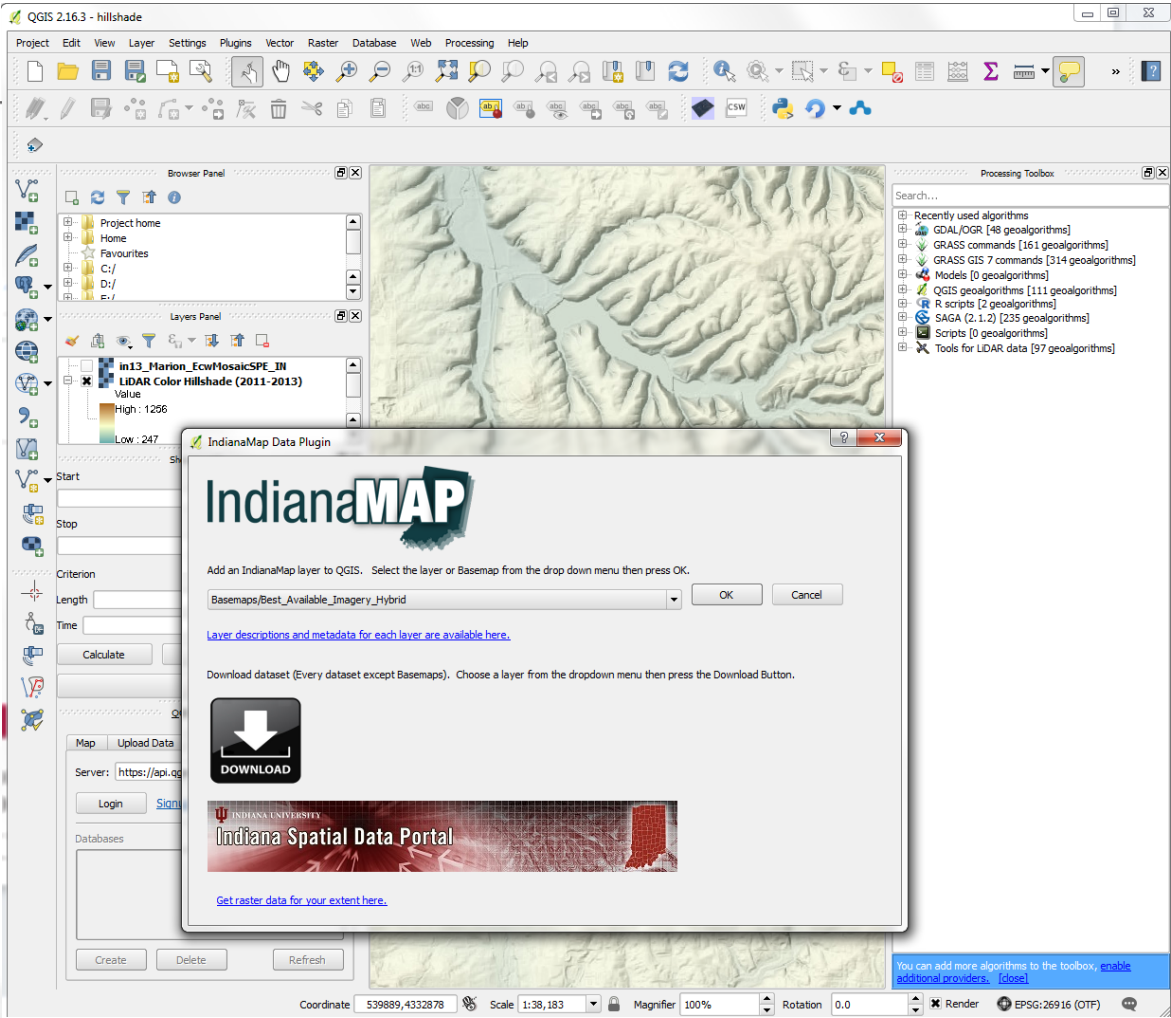 QGIS 2.16.3 - hillshade
Project Edit View Layer Settings Plugins Vector Raster Database Web Processing Help
Browser Panel
Project home
Home
Favourites
C:/
D:/
E:/
Layers Panel
in13_Marion_EcwMosaicSPE_IN
LiDAR Color Hillshade (2011-2013)
Value
High : 1256
Low : 247
Start
Stop
Criterion
Length
Time
Calculate
Map Upload Data
Server: https://api.qg
Login
Databases
Create Delete Refresh
IndianaMap Data Plugin
IndianaMAP
Add an IndianaMap layer to QGIS. Select the layer or Basemap from the drop down menu then press OK.
Basemaps/Best_Available_Imagery_Hybrid OK Cancel
Layer descriptions and metadata for each layer are available here.
Download dataset (Every dataset except Basemaps). Choose a layer from the dropdown menu then press the Download Button.
DOWNLOAD
INDIANA UNIVERSITY
Indiana Spatial Data Portal
Get raster data for your extent here.
Processing Toolbox
Search...
Recently used algorithms
GDAL/OGR [48 geoalgorithms]
GRASS commands [161 geoalgorithms]
GRASS GIS 7 commands [314 geoalgorithms]
Models [0 geoalgorithms]
QGIS geoalgorithms [111 geoalgorithms]
R scripts [2 geoalgorithms]
SAGA (2.1.2) [235 geoalgorithms]
Scripts [0 geoalgorithms]
Tools for LiDAR data [97 geoalgorithms]
You can add more algorithms to the toolbox, enable
additional providers. [close]
Coordinate 539889,4332878 Scale 1:38,183 Magnifier 100% Rotation 0.0 Render EPSG:26916 (OTF)